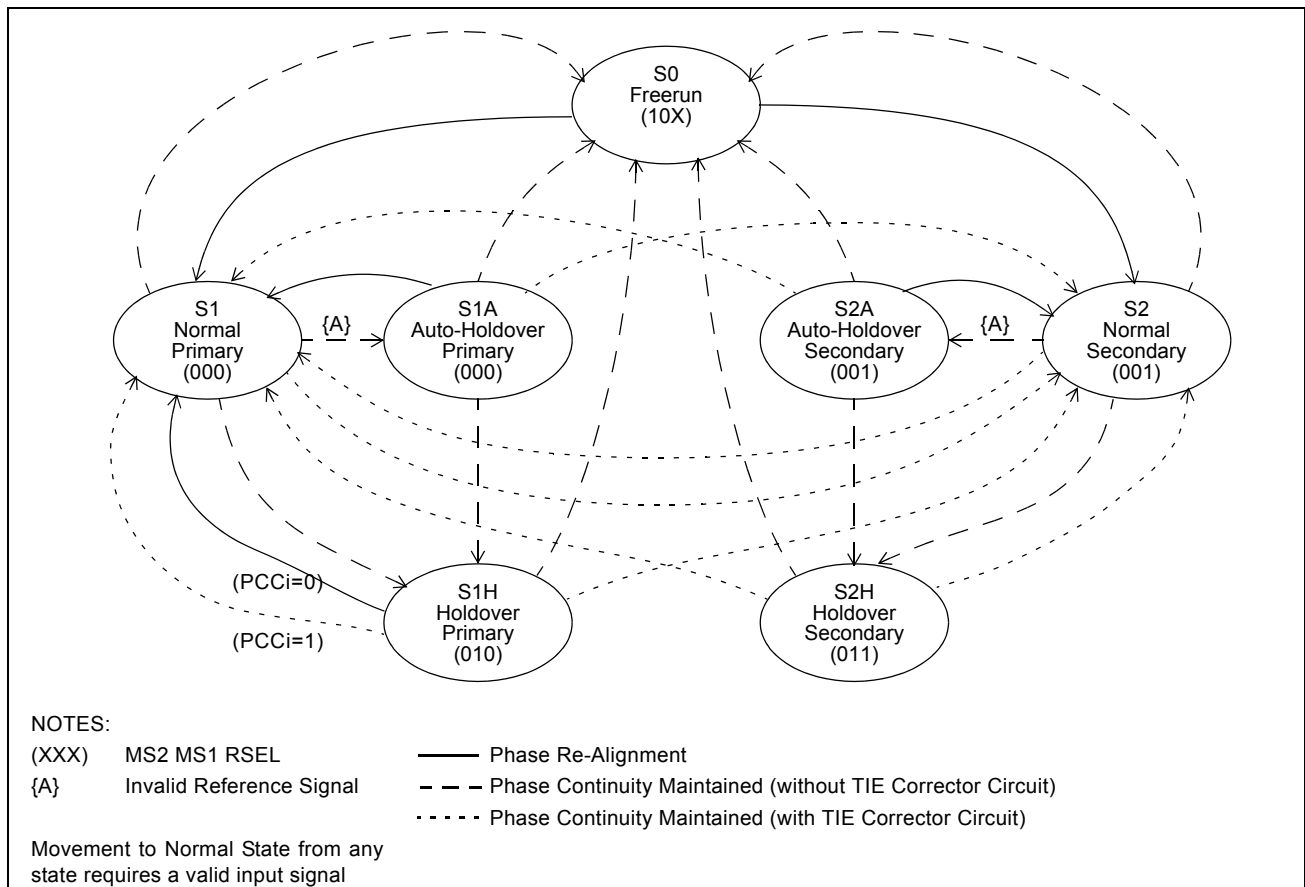 S0
Freerun
(10X)
S1
Normal
Primary
(000)
{A}
S1A
Auto-Holdover
Primary
(000)
S2A
Auto-Holdover
Secondary
(001)
{A}
S2
Normal
Secondary
(001)
(PCCi=0)
(PCCi=1)
S1H
Holdover
Primary
(010)
S2H
Holdover
Secondary
(011)
NOTES:
(XXX) MS2 MS1 RSEL
{A} Invalid Reference Signal
Phase Re-Alignment
Phase Continuity Maintained (without TIE Corrector Circuit)
Phase Continuity Maintained (with TIE Corrector Circuit)
Movement to Normal State from any
state requires a valid input signal